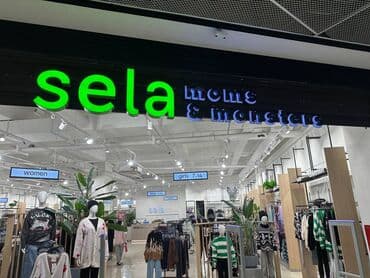 sela
moms
& monsters
women
girls 7-14